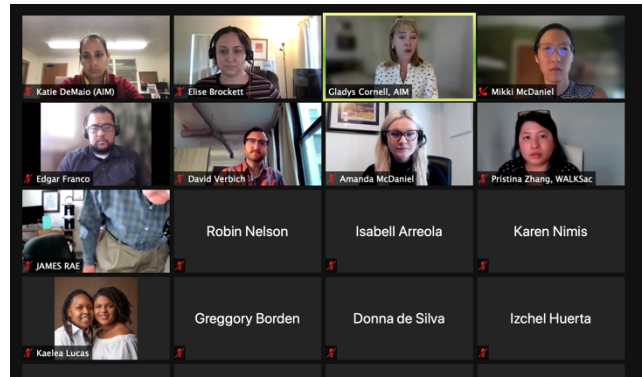 Katie DeMaio (AIM)
Elise Brockett
Gladys Cornell, AIM
Mikki McDaniel
Edgar Franco
David Verbich
Amanda McDaniel
Pristina Zhang, WALKSac
JAMES RAE
Robin Nelson
Isabell Arreola
Karen Nimis
Kaelea Lucas
Greggory Borden
Donna de Silva
Izchel Huerta